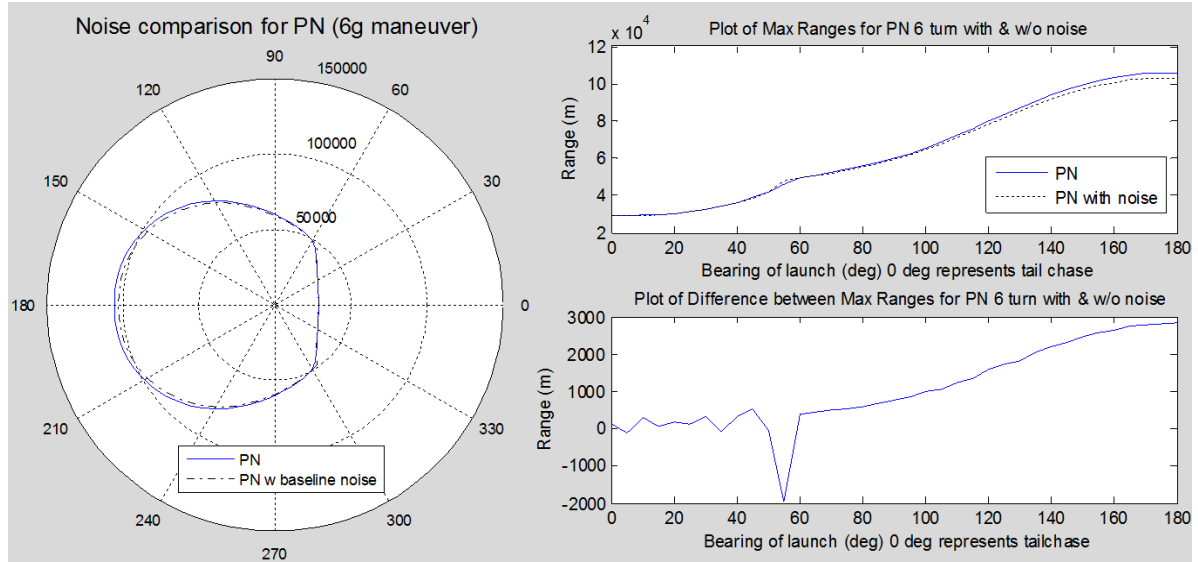 Noise comparison for PN (6g maneuver)
90
150000
120
60
100000
150
30
50000
180
0
210
330
PN
PN w baseline noise
240
300
270
Plot of Max Ranges for PN 6 turn with & w/o noise
x 10^4
12
10
8
6
4
2
Range (m)
PN
PN with noise
0 20 40 60 80 100 120 140 160 180
Bearing of launch (deg) 0 deg represents tail chase
Plot of Difference between Max Ranges for PN 6 turn with & w/o noise
3000
2000
1000
0
-1000
-2000
Range (m)
0 20 40 60 80 100 120 140 160 180
Bearing of launch (deg) 0 deg represents tailchase